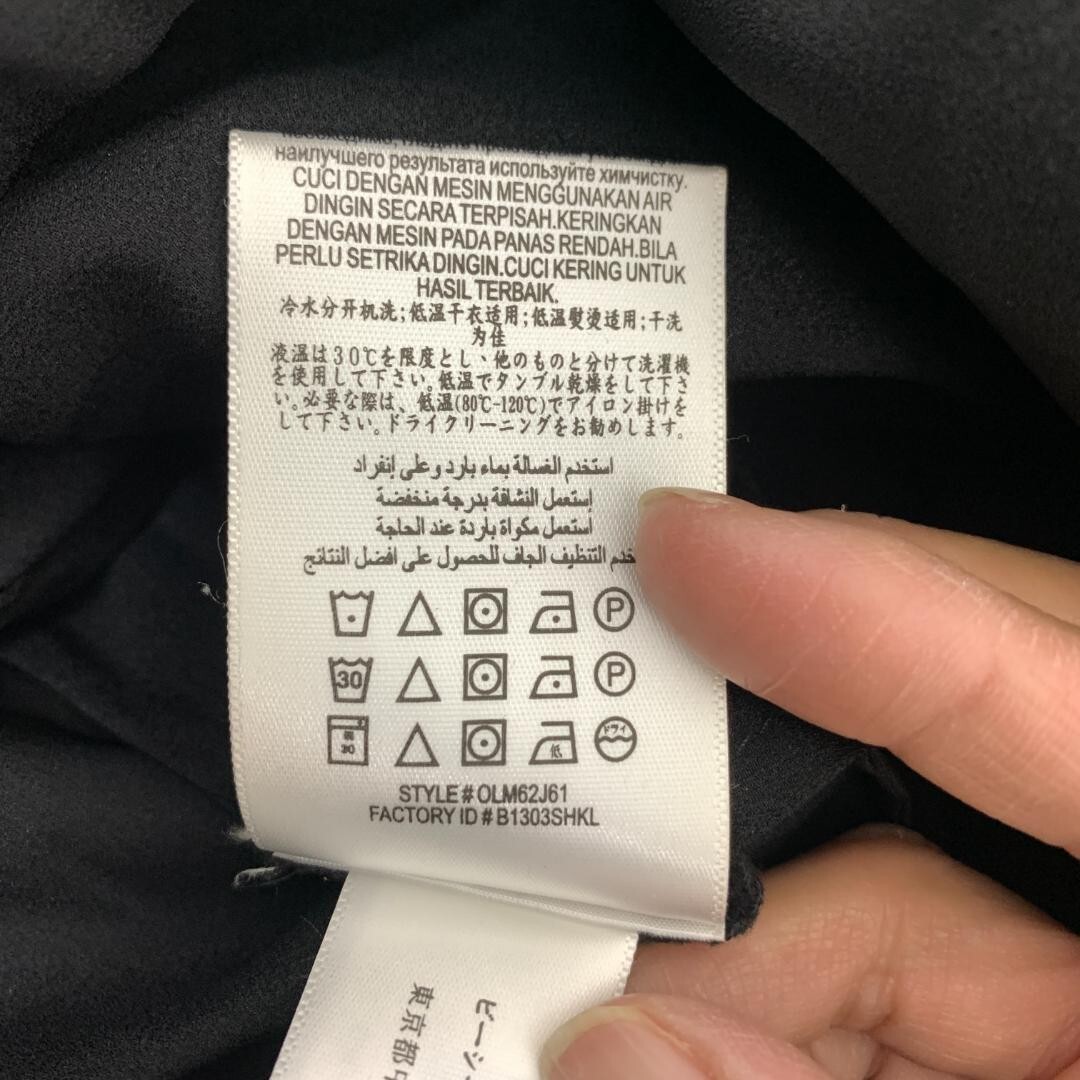 наилучшего результата используйте химчистку.
CUCI DENGAN MESIN MENGGUNAKAN AIR
DINGIN SECARA TERPISAH.KERINGKAN
DENGAN MESIN PADA PANAS RENDAH.BILA
PERLU SETRIKA DINGIN.CUCI KERING UNTUK
HASIL TERBAIK.
冷水分开机洗;低温干衣适用;低温熨烫适用;干洗
为佳
液温は30℃を限度とし、他のものと分けて洗濯機
を使用して下さい。低温でタンブル乾燥をして下さ
い。必要な際は、低温(80℃-120℃)でアイロン掛けを
して下さい。ドライクリーニングをお勧めします。
استخدم الغسالة بماء بارد وعلى إنفراد
إستعمل النشافة بدرجة منخفضة
أستعمل مكواة باردة عند الحاجة
خدم التنظيف الجاف للحصول على افضل النتائج
P
30 P
30 低 ドライ
STYLE # OLM62J61
FACTORY ID # B1303SHKL
ビーシ
東京都中